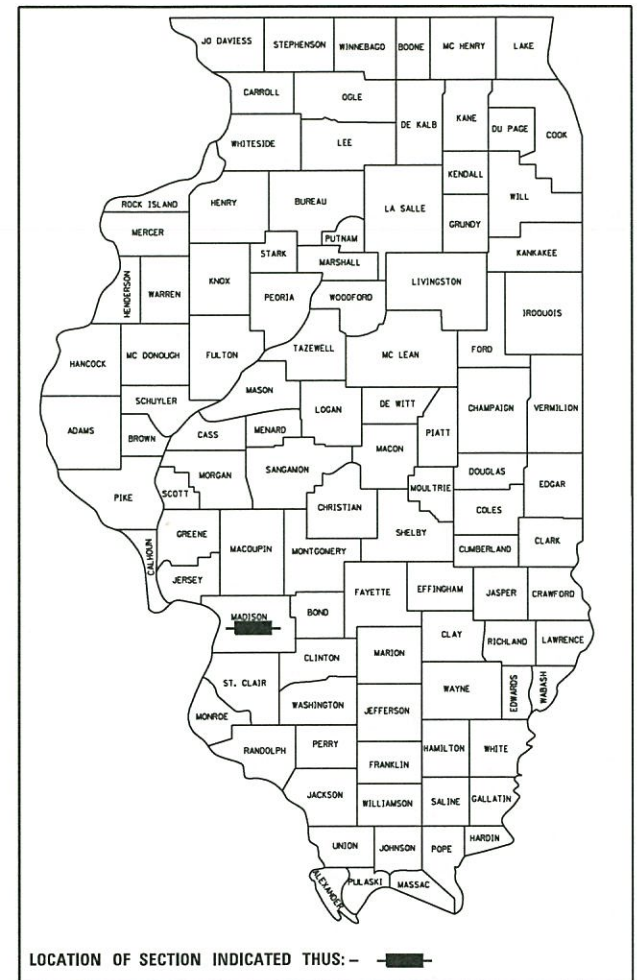 JO DAVIESS STEPHENSON WINNEBAGO BOONE MC HENRY LAKE
CARROLL OGLE
DE KALB KANE DU PAGE COOK
WHITESIDE LEE
KENDALL
WILL
ROCK ISLAND HENRY BUREAU LA SALLE
GRUNDY
MERCER
PUTNAM
STARK MARSHALL KANKAKEE
HENDERSON WARREN KNOX PEORIA WOODFORD LIVINGSTON
IROQUOIS
HANCOCK MC DONOUGH FULTON TAZEWELL MC LEAN FORD
MASON
SCHUYLER LOGAN DE WITT CHAMPAIGN VERMILION
ADAMS BROWN CASS MENARD PIATT
MACON
SANGAMON
MORGAN DOUGLAS
PIKE SCOTT MOULTRIE EDGAR
CHRISTIAN COLES
GREENE SHELBY
CALHOUN MACOUPIN MONTGOMERY CUMBERLAND CLARK
JERSEY
FAYETTE EFFINGHAM JASPER CRAWFORD
MADISON BOND
CLAY RICHLAND LAWRENCE
CLINTON MARION
ST. CLAIR WAYNE EDWARDS WABASH
WASHINGTON
MONROE JEFFERSON
RANDOLPH PERRY HAMILTON WHITE
FRANKLIN
JACKSON WILLIAMSON SALINE GALLATIN
HARDIN
UNION JOHNSON POPE
ALEXANDER PULASKI MASSAC
LOCATION OF SECTION INDICATED THUS:-